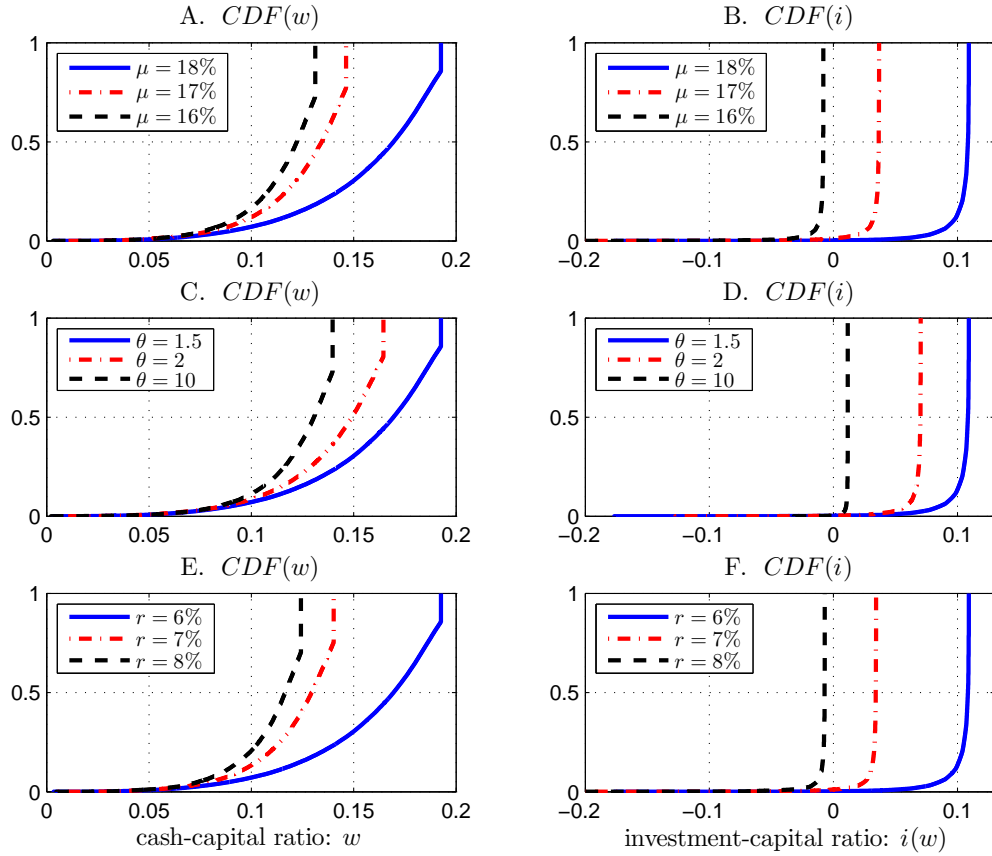 A. CDF(w)
B. CDF(i)
1
0.5
0
μ = 18%
μ = 17%
μ = 16%
0
0.05
0.1
0.15
0.2
1
0.5
0
μ = 18%
μ = 17%
μ = 16%
−0.2
−0.1
0
0.1
C. CDF(w)
D. CDF(i)
1
0.5
0
θ = 1.5
θ = 2
θ = 10
0
0.05
0.1
0.15
0.2
1
0.5
0
θ = 1.5
θ = 2
θ = 10
−0.2
−0.1
0
0.1
E. CDF(w)
F. CDF(i)
1
0.5
0
r = 6%
r = 7%
r = 8%
0
0.05
0.1
0.15
0.2
cash-capital ratio: w
1
0.5
0
r = 6%
r = 7%
r = 8%
−0.2
−0.1
0
0.1
investment-capital ratio: i(w)